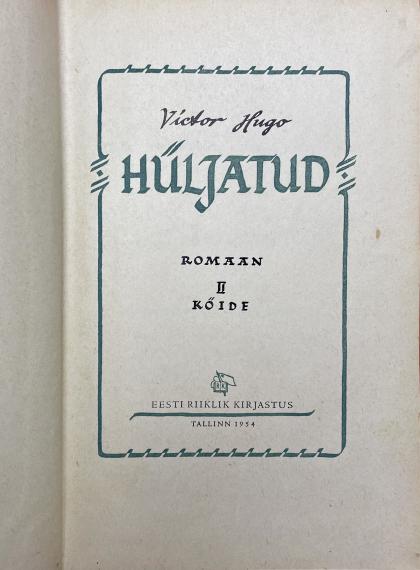 Victor Hugo
HÜLJATUD
ROMAAN
II
KÕIDE
EESTI RIIKLIK KIRJASTUS
TALLINN 1954